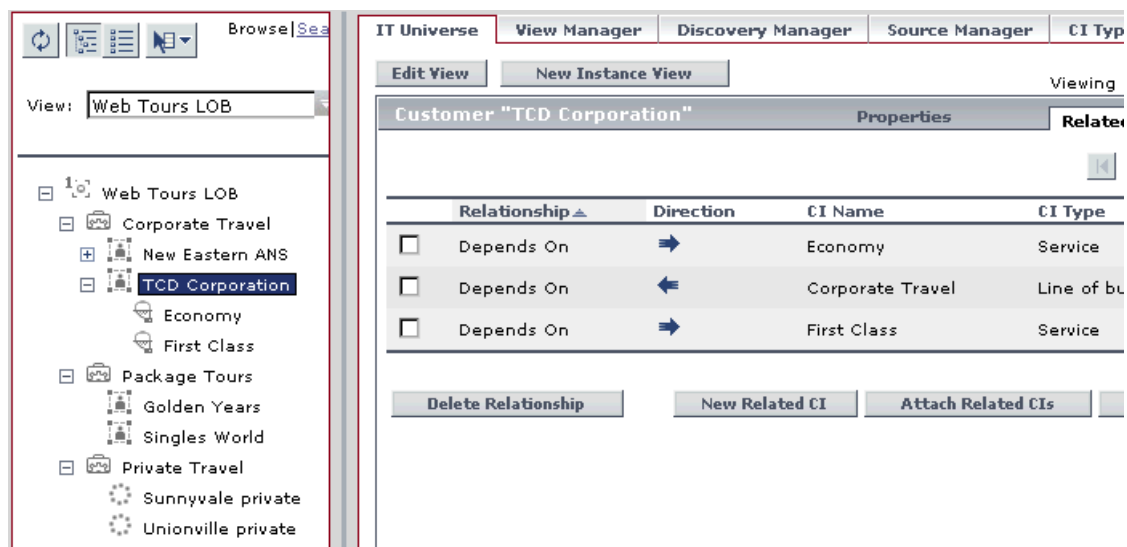 Browse|Sea
View: Web Tours LOB
1 Web Tours LOB
Corporate Travel
New Eastern ANS
TCD Corporation
Economy
First Class
Package Tours
Golden Years
Singles World
Private Travel
Sunnyvale private
Unionville private
IT Universe View Manager Discovery Manager Source Manager CI Typ
Edit View New Instance View
Viewing
Customer "TCD Corporation" Properties Related
Relationship Direction CI Name CI Type
Depends On Economy Service
Depends On Corporate Travel Line of bu
Depends On First Class Service
Delete Relationship New Related CI Attach Related CIs